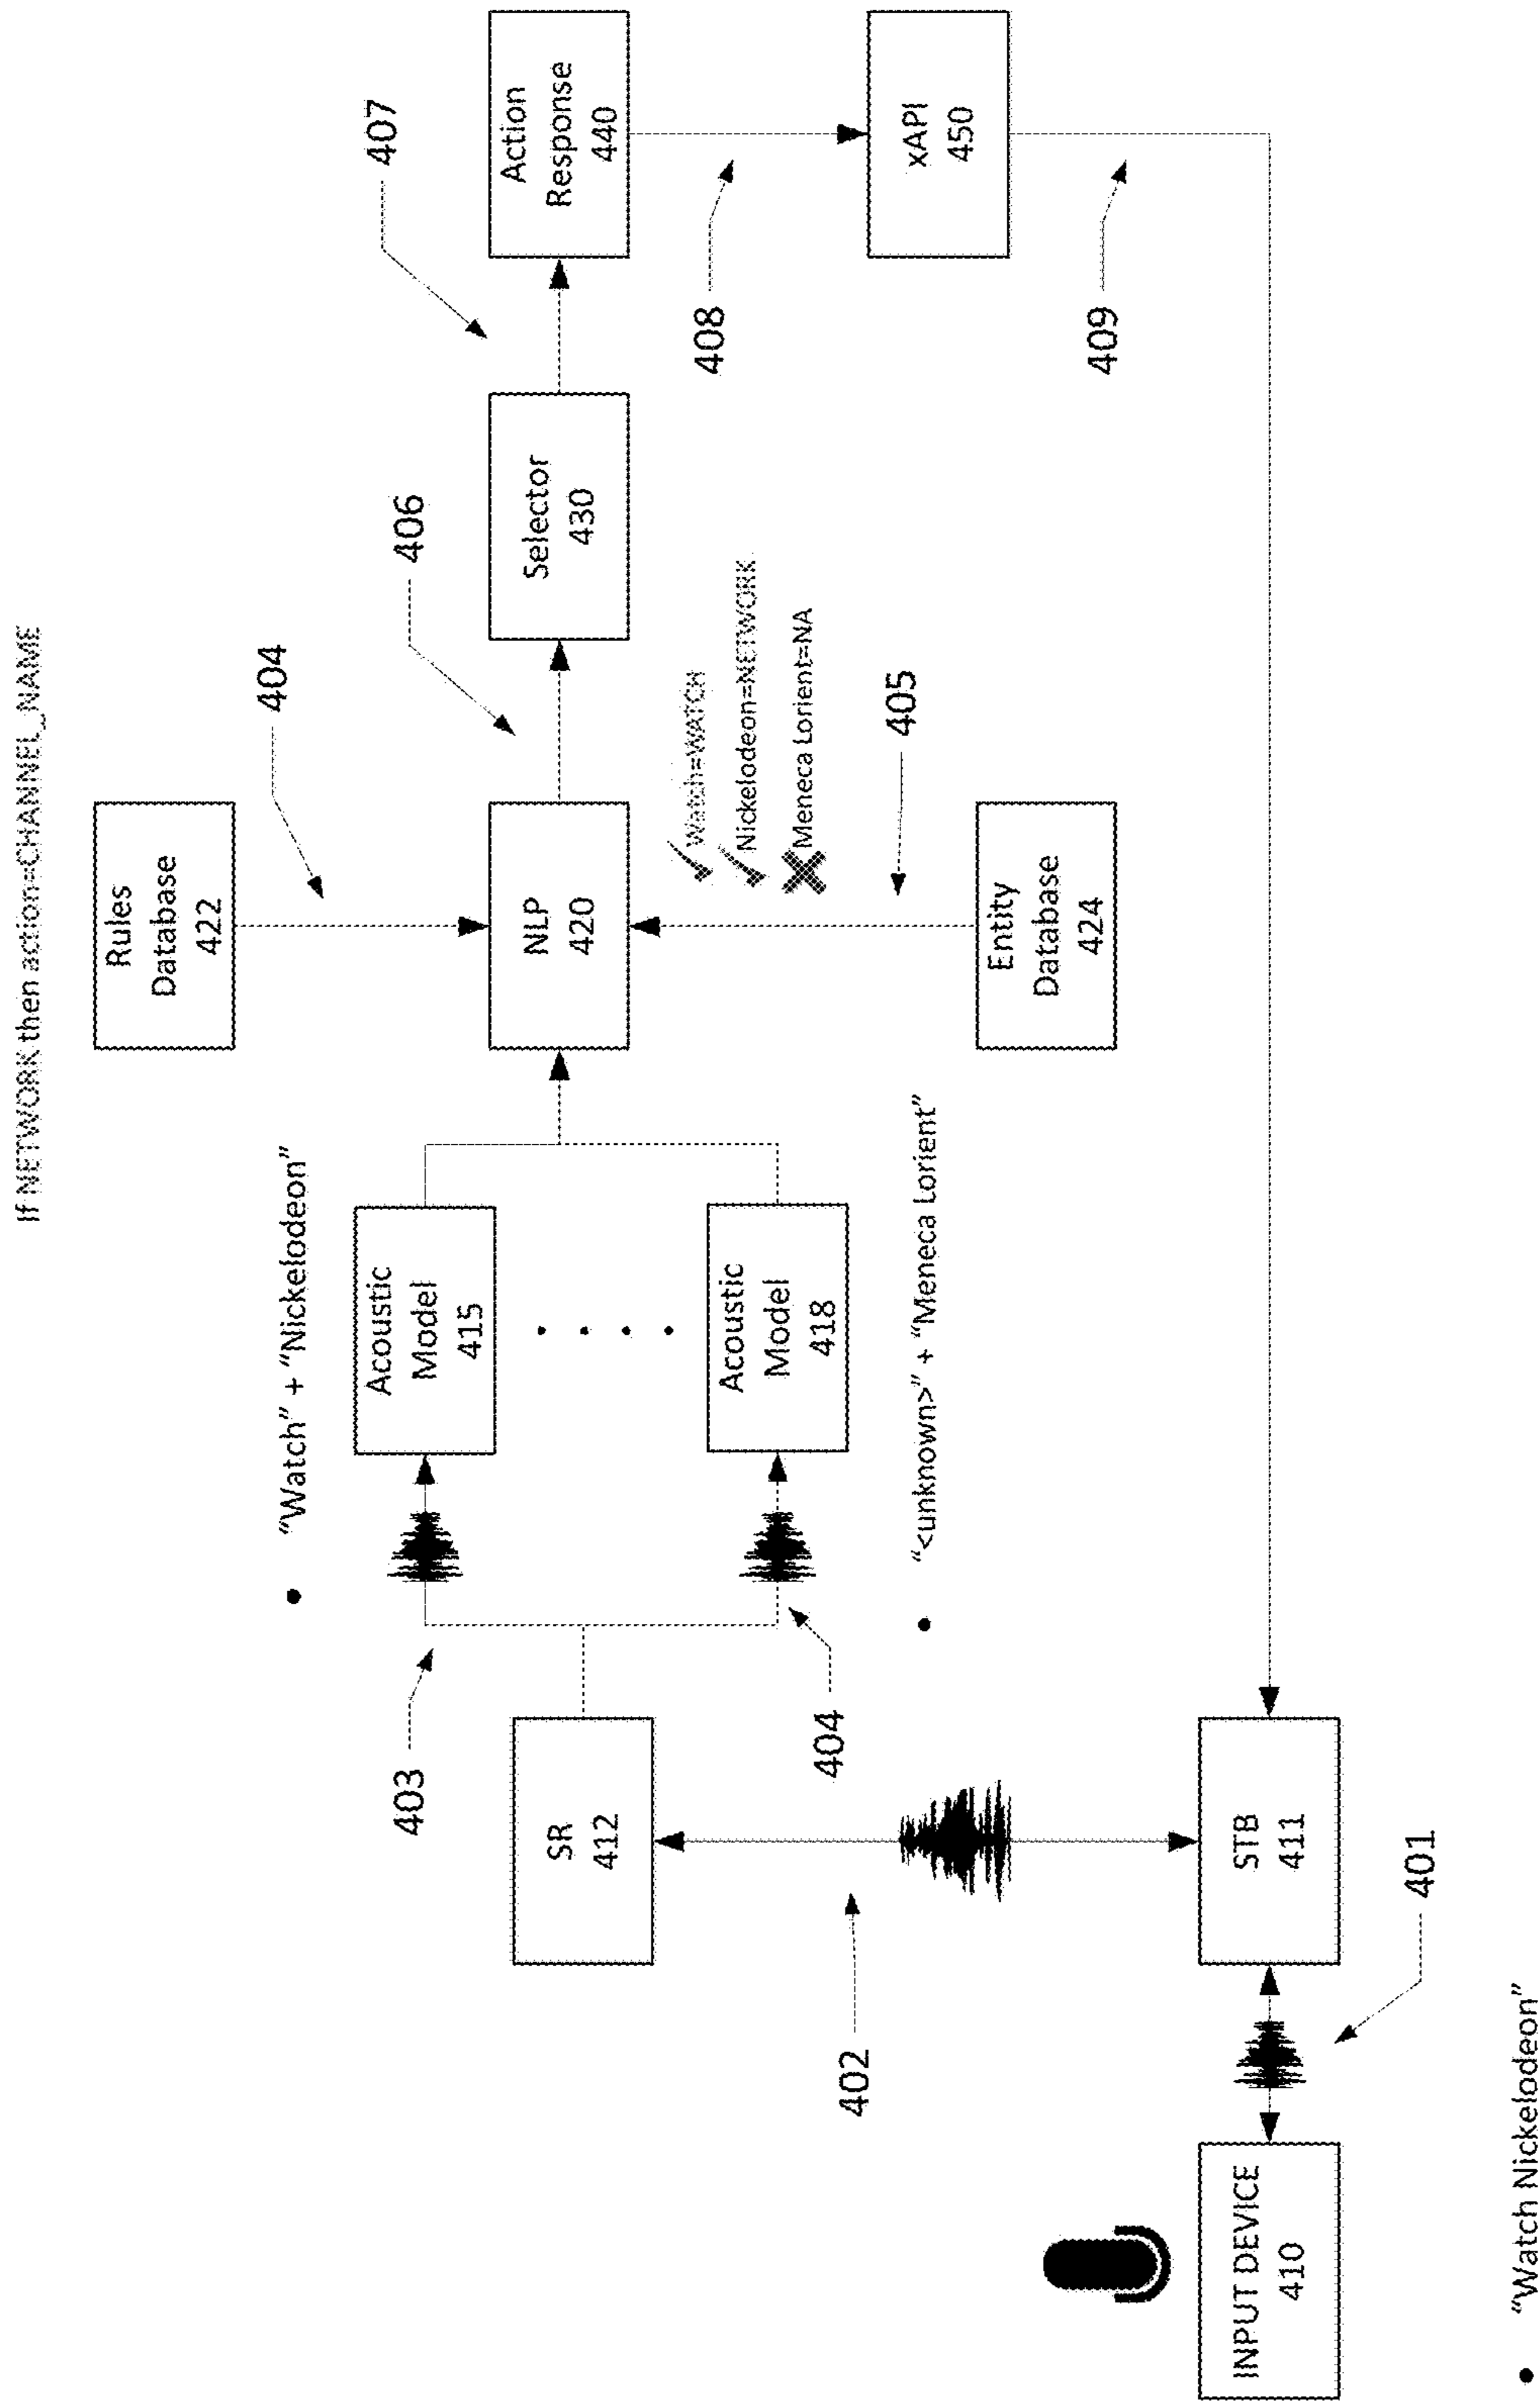 If NETWORK then action=CHANNEL_NAME
Rules
Database
422
404
406
407
• "Watch" + "Nickelodeon"
Acoustic
Model
415
NLP
420
Selector
430
Action
Response
440
403
SR
412
Watch=WATCH
Nickelodeon=NETWORK
Meneca Lorient=NA
408
Acoustic
Model
418
404
405
402
• "<unknown>" + "Meneca Lorient"
Entity
Database
424
xAPI
450
409
INPUT DEVICE
410
STB
411
401
• "Watch Nickelodeon"